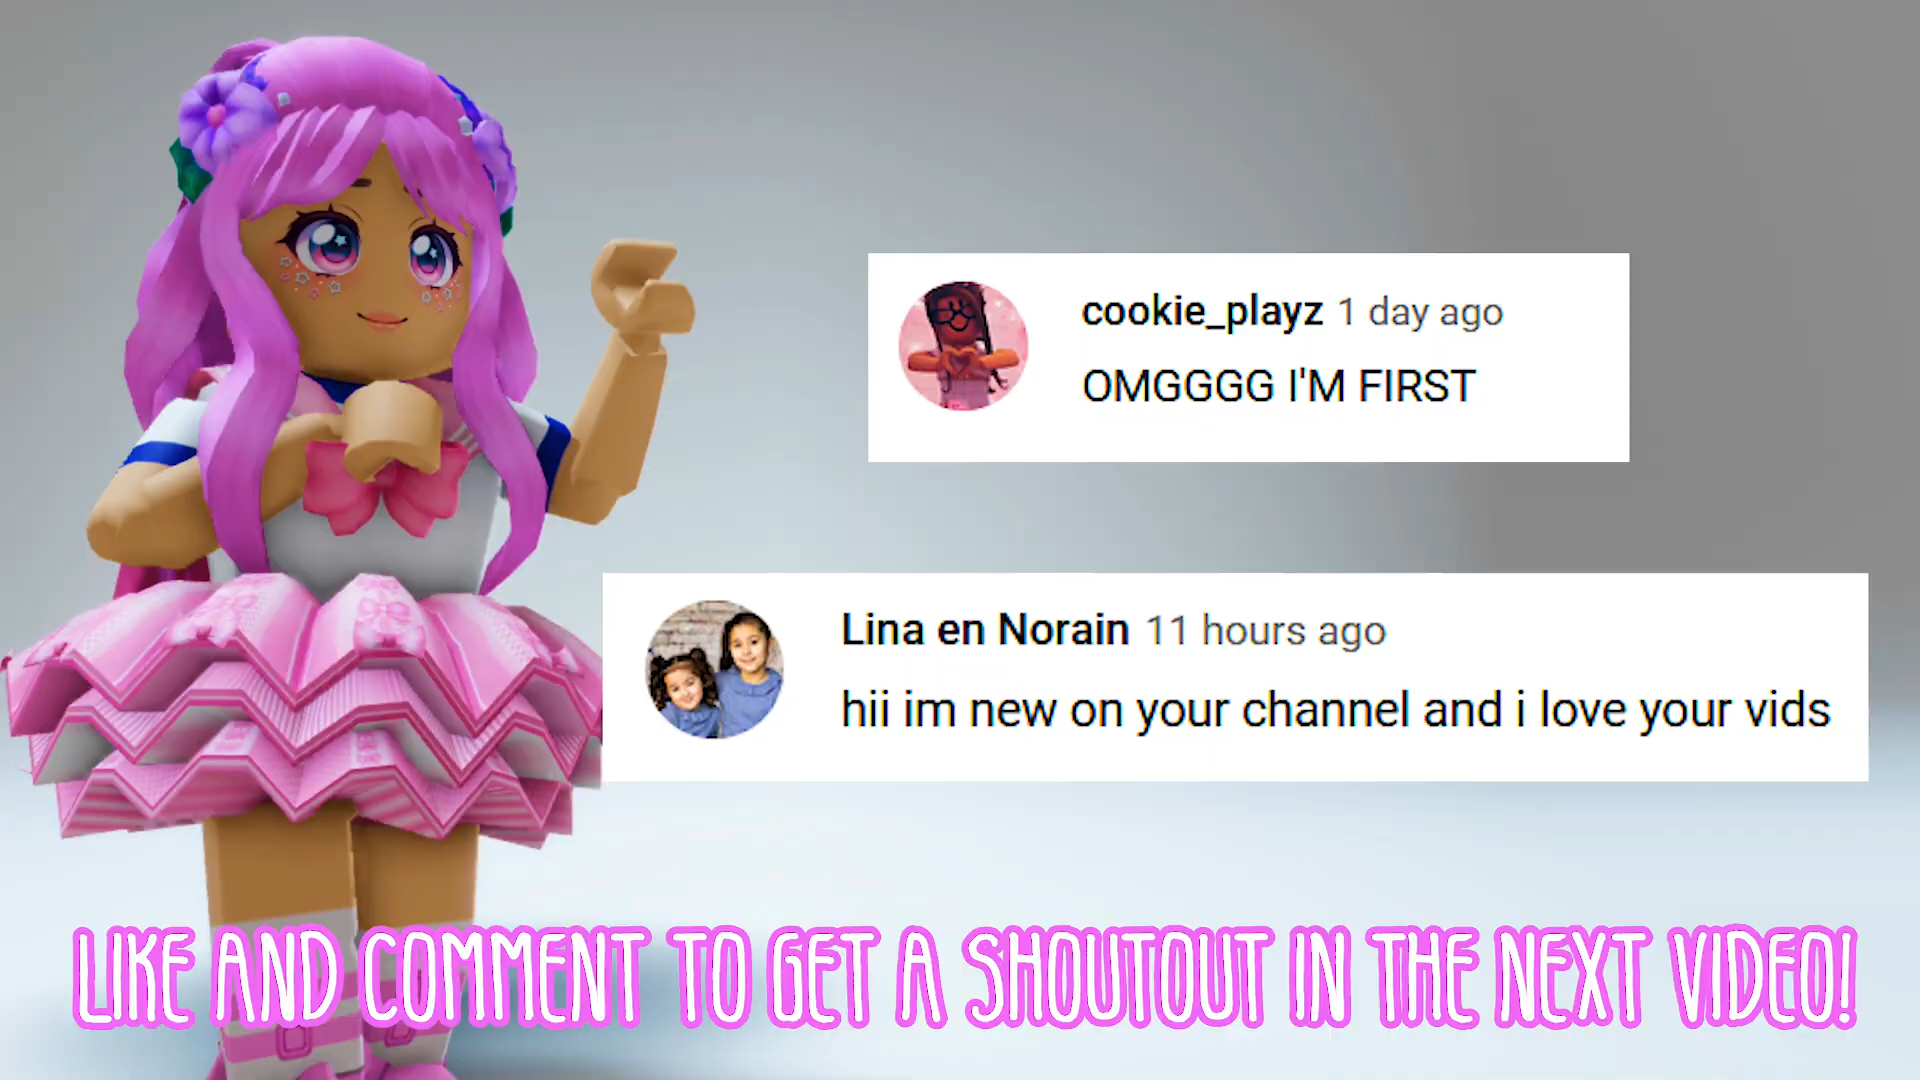 cookie_playz 1 day ago
OMGGGG I'M FIRST
Lina en Norain 11 hours ago
hii im new on your channel and i love your vids
LIKE AND COMMENT TO GET A SHOUTOUT IN THE NEXT VIDEO!